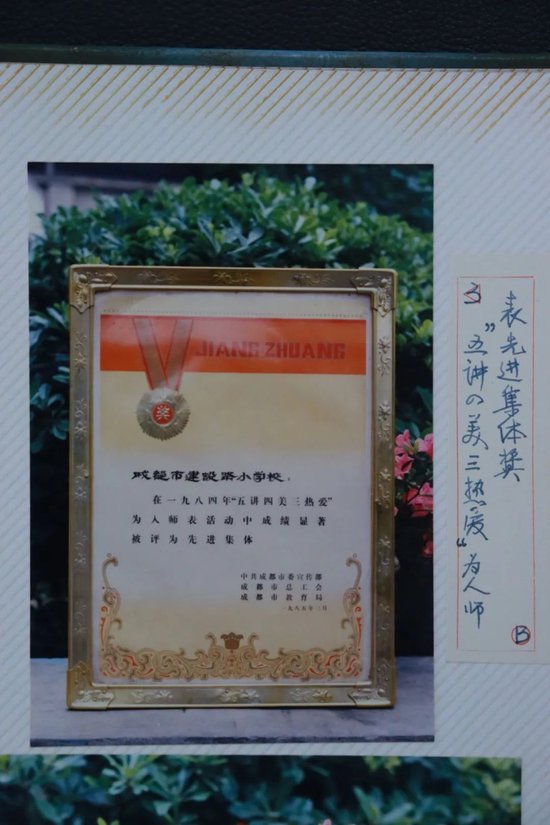 JIANG ZHUANG
奖
成都市建设路小学校：
在一九八四年“五讲四美三热爱”
为人师表活动中成绩显著
被评为先进集体
中共成都市委宣传部
成都市总工会
成都市教育局
一九八五年三月
“五讲四美三热爱”为人师
表先进集体奖
B